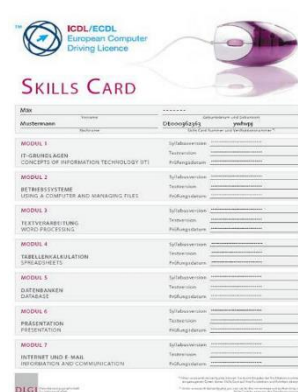 ICDL/ECDL
European Computer
Driving Licence
SKILLS CARD
Max
Vorname
Mustermann
Nachname
MODUL 1
Syllabusversion
IT-GRUNDLAGEN
Testversion
CONCEPTS OF INFORMATION TECHNOLOGY (IT)
Prüfungsdatum
MODUL 2
Syllabusversion
BETRIEBSSYSTEME
Testversion
USING A COMPUTER AND MANAGING FILES
Prüfungsdatum
MODUL 3
Syllabusversion
TEXTVERARBEITUNG
Testversion
WORD PROCESSING
Prüfungsdatum
MODUL 4
Syllabusversion
TABELLENKALKULATION
Testversion
SPREADSHEETS
Prüfungsdatum
MODUL 5
Syllabusversion
DATENBANKEN
Testversion
DATABASE
Prüfungsdatum
MODUL 6
Syllabusversion
PRÄSENTATION
Testversion
PRESENTATION
Prüfungsdatum
MODUL 7
Syllabusversion
INTERNET UND E-MAIL
Testversion
INFORMATION AND COMMUNICATION
Prüfungsdatum
DIGI